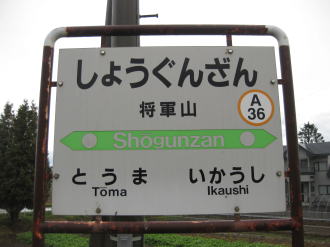 しょうぐんざん
将軍山
A
36
Shōgunzan
とうま いかうし
Toma Ikaushi